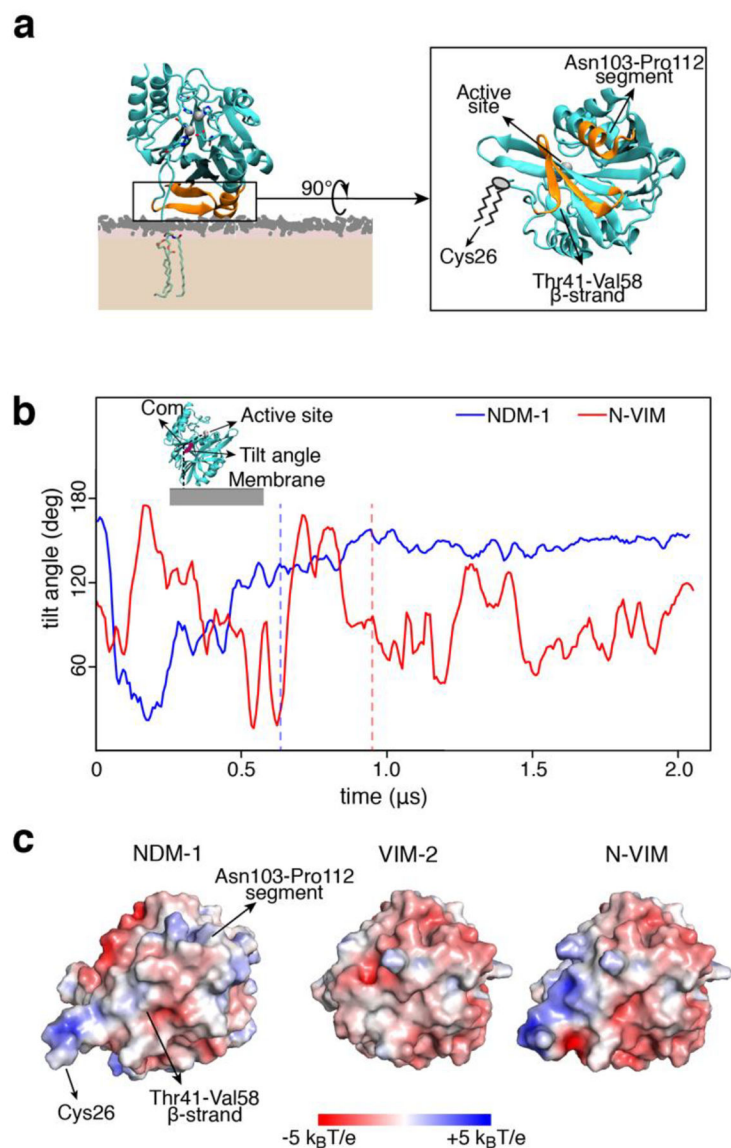 a
Asn103-Pro112
segment
Active
site
90°
Cys26
Thr41-Val58
β-strand
b
Com
Active site
Tilt angle
Membrane
NDM-1
N-VIM
tilt angle (deg)
180
120
60
0
0.5
1.0
1.5
2.0
time (μs)
c
NDM-1
VIM-2
N-VIM
Asn103-Pro112
segment
Thr41-Val58
β-strand
Cys26
-5 kBT/e
+5 kBT/e